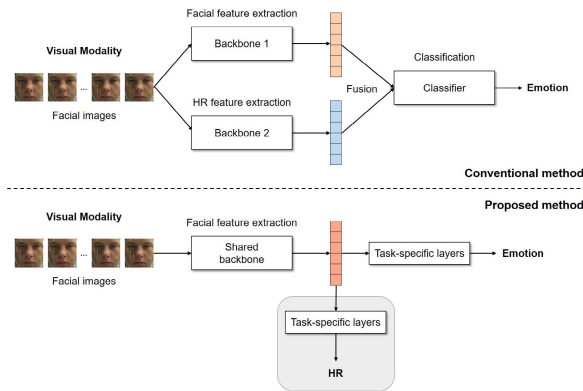 Facial feature extraction
Visual Modality
Backbone 1
...
Facial images
Classification
Classifier
Emotion
Fusion
HR feature extraction
Backbone 2
Conventional method
Proposed method
Visual Modality
Facial feature extraction
...
Shared
backbone
Task-specific layers
Emotion
Facial images
Task-specific layers
HR